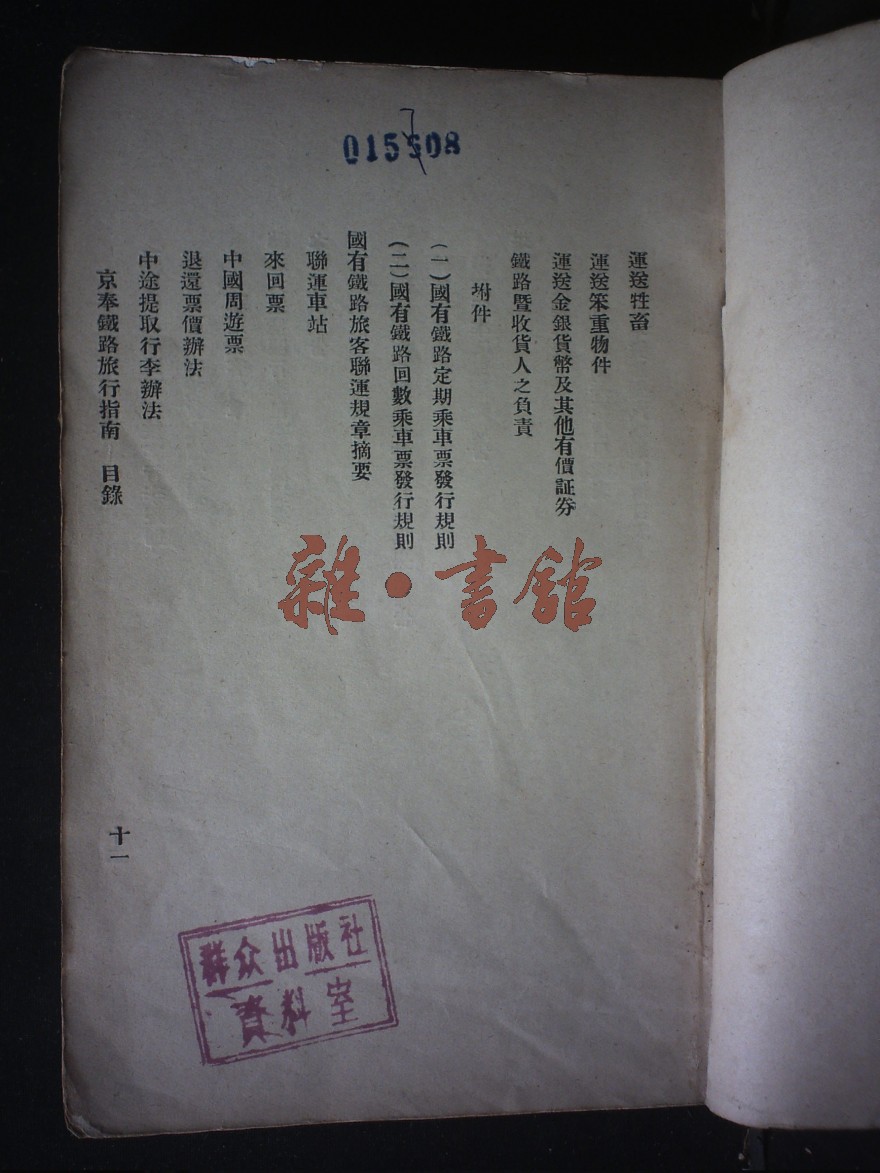 015508
7
運送牲畜
運送笨重物件
運送金銀貨幣及其他有價証券
鐵路暨收貨人之負責
坿件
(一)國有鐵路定期乘車票發行規則
(二)國有鐵路回數乘車票發行規則
國有鐵路旅客聯運規章摘要
聯運車站
來回票
中國周遊票
退還票價辦法
中途提取行李辦法
京奉鐵路旅行指南 目錄
十一
雜·書館
群众出版社
資料室